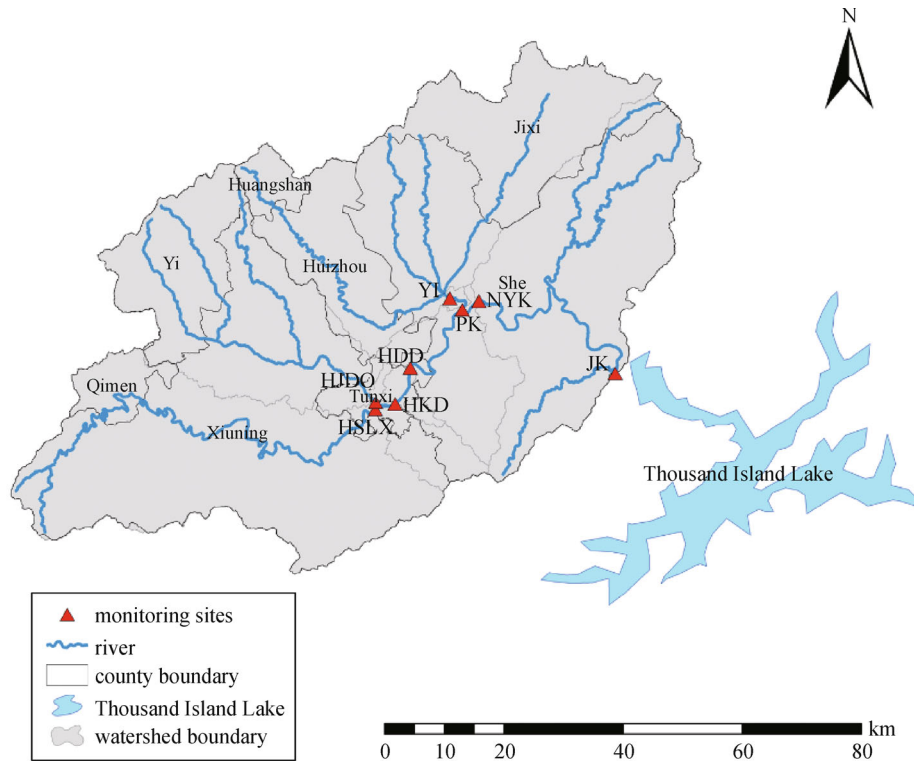 N
Jixi
Huangshan
Yi
Huizhou
She
YI
NYK
PK
HDD
JK
HJDQ
Qimen
Tunxi
HKD
HSLX
Xiuning
Thousand Island Lake
monitoring sites
river
county boundary
Thousand Island Lake
watershed boundary
km
0 10 20 40 60 80